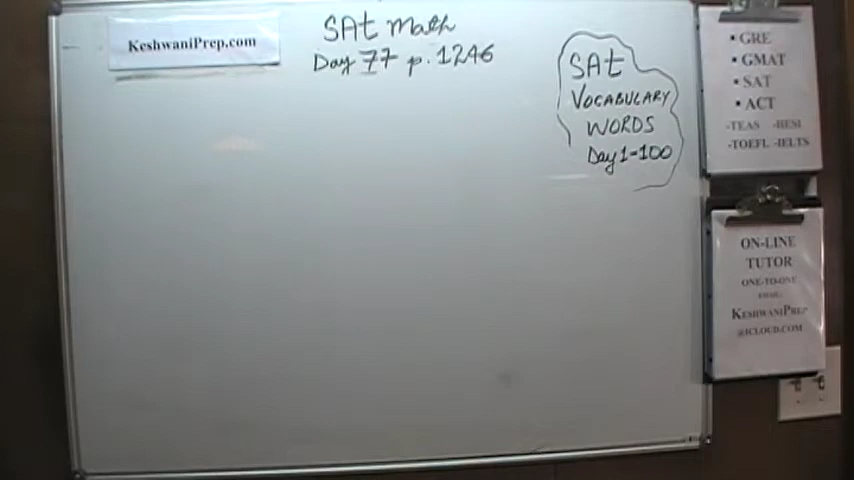 KeshwaniPrep.com
SAt Math
Day 77 p. 1246
SAt
VOCABULARY
WORDS
Day 1-100
• GRE
• GMAT
• SAT
• ACT
-TEAS -HESI
-TOEFL -IELTS
ON-LINE
TUTOR
ONE-TO-ONE
EMAIL:
KESHWANIPREP
@ICLOUD.COM